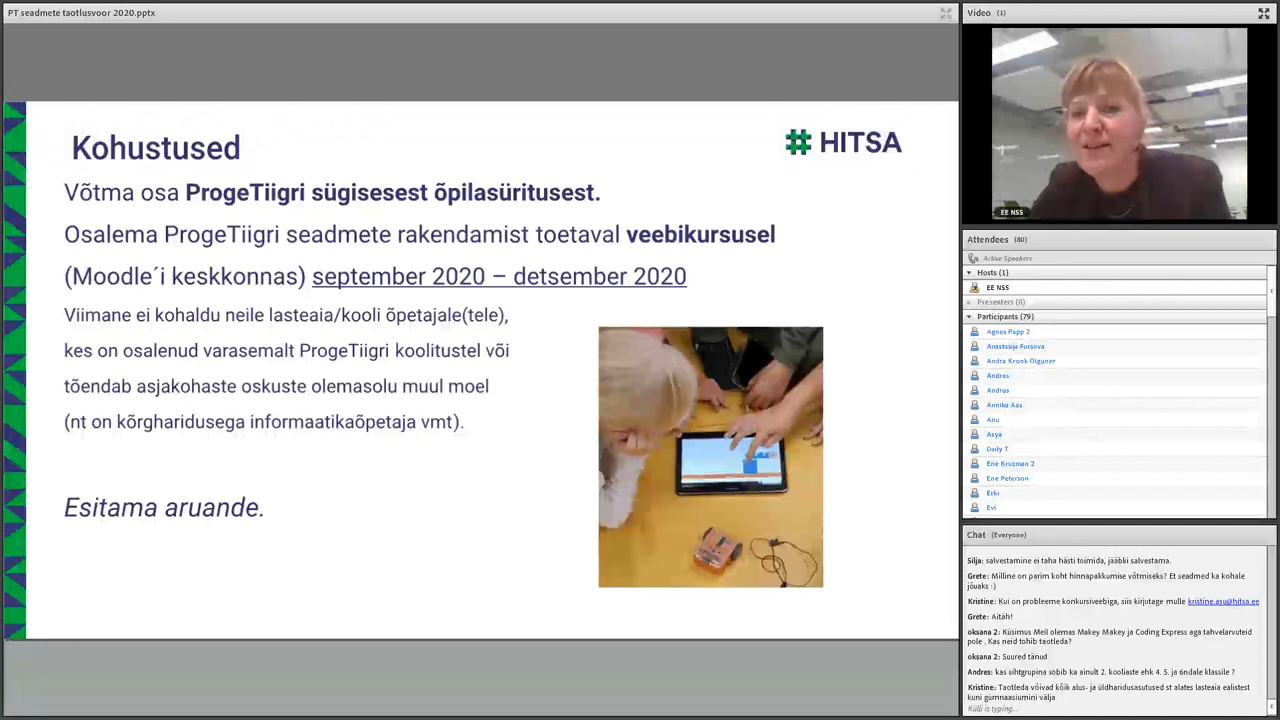 PT seadmete taotlusvoor 2020.pptx
Kohustused
HITSA
Võtma osa ProgeTiigri sügisesest õpilasüritusest.
Osalema ProgeTiigri seadmete rakendamist toetaval veebikursusel
(Moodle´i keskkonnas) september 2020 – detsember 2020
Viimane ei kohaldu neile lasteaia/kooli õpetajale(tele),
kes on osalenud varasemalt ProgeTiigri koolitustel või
tõendab asjakohaste oskuste olemasolu muul moel
(nt on kõrgharidusega informaatikaõpetaja vmt).
Esitama aruande.
Video (1)
EE NSS
Attendees (80)
Active Speakers
Hosts (1)
EE NSS
Presenters (0)
Participants (79)
Agnes Papp 2
Anastasija Fursova
Andra Kronk Olguner
Andres
Andrus
Annika Aas
Anu
Asya
Daily T
Ene Kruzman 2
Ene Peterson
Erki
Evi
Chat (Everyone)
Silja: salvestamine ei taha hästi toimida, jääbki salvestama.
Grete: Milline on parim koht hinnapakkumise võtmiseks? Et seadmed ka kohale
jõuaks :)
Kristine: Kui on probleeme konkursiveebiga, siis kirjutage mulle kristine.asu@hitsa.ee
Grete: Aitäh!
oksana 2: Küsimus Meil olemas Makey Makey ja Coding Express aga tahvelarvuteid
pole . Kas neid tohib taotleda?
oksana 2: Suured tänud
Andres: kas sihtgrupina sobib ka ainult 2. kooliaste ehk 4. 5. ja 6ndale klassile ?
Kristine: Taotleda võivad kõik alus- ja üldharidusasutused st alates lasteaia ealistest
kuni gümnaasiumini välja
Külli is typing...